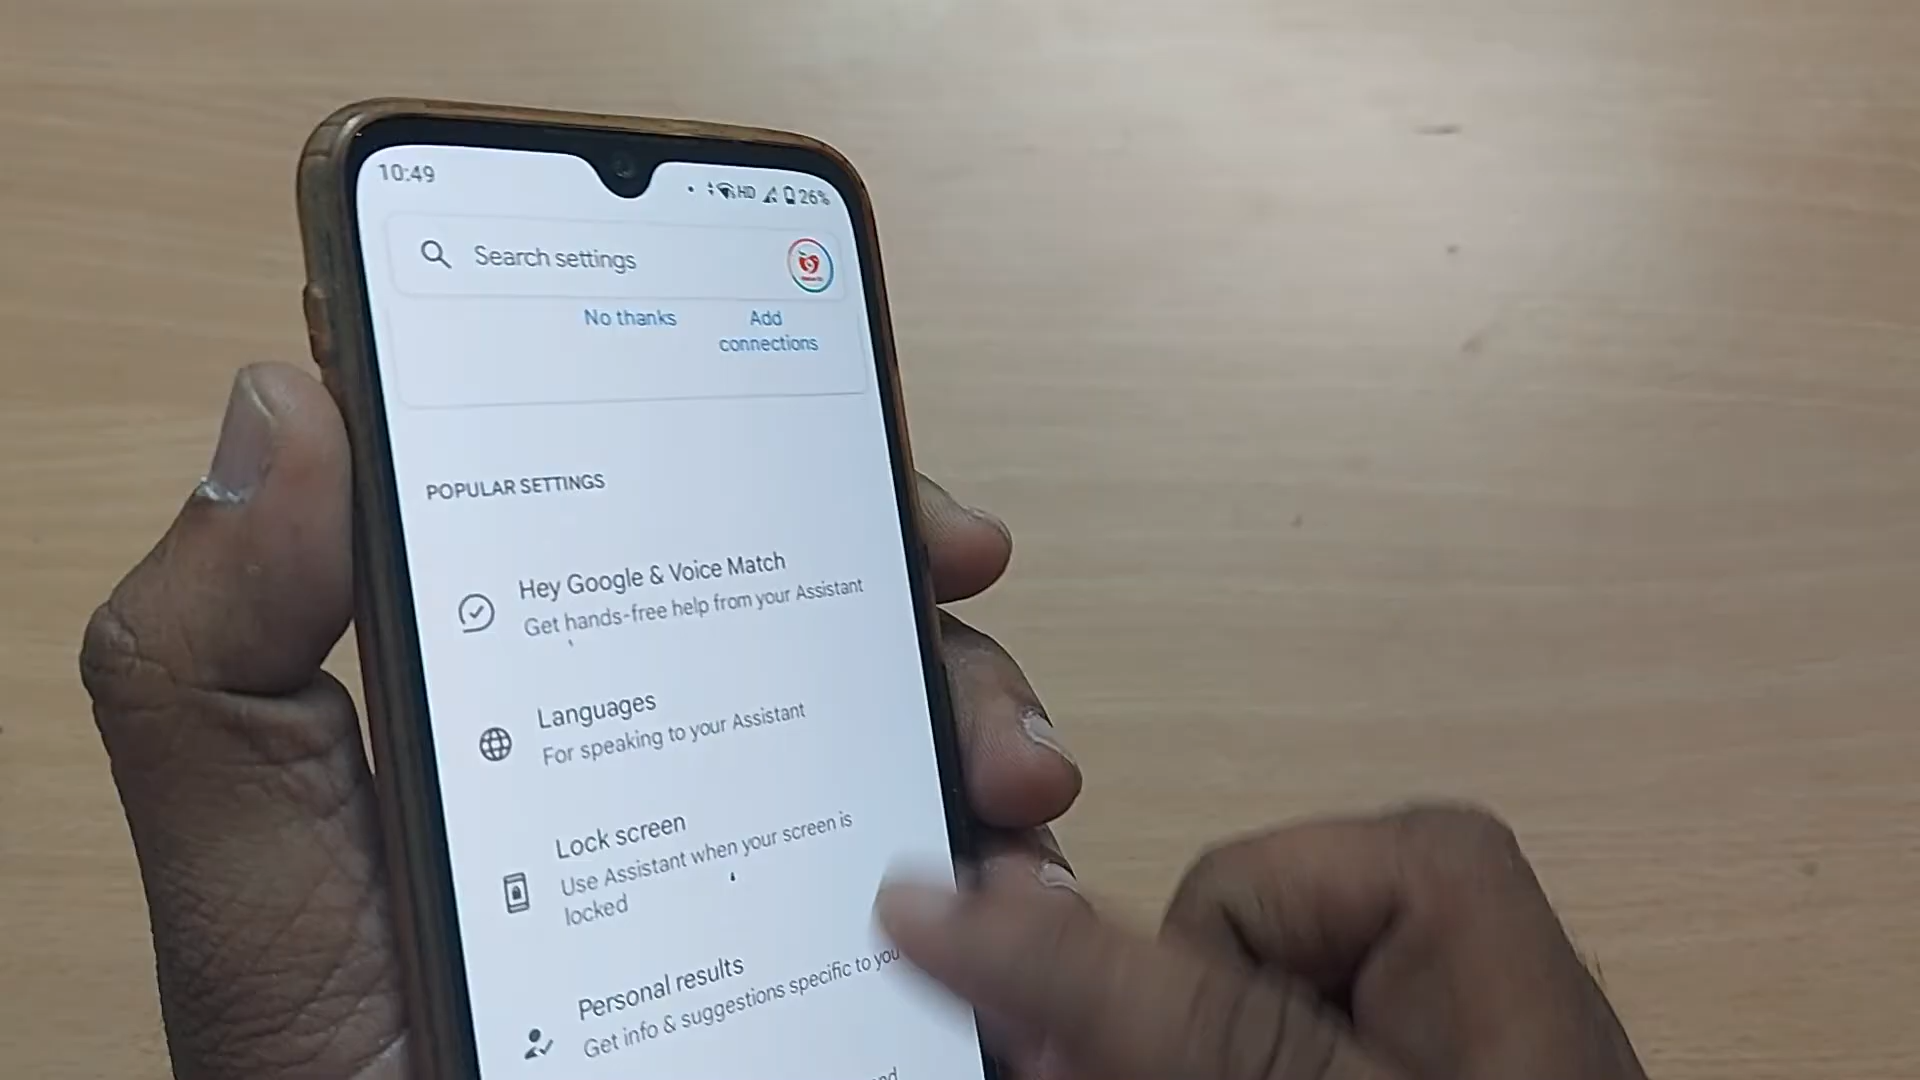 10:49
HD 26%
Search settings
No thanks
Add
connections
POPULAR SETTINGS
Hey Google & Voice Match
Get hands-free help from your Assistant
Languages
For speaking to your Assistant
Lock screen
Use Assistant when your screen is
locked
Personal results
Get info & suggestions specific to you